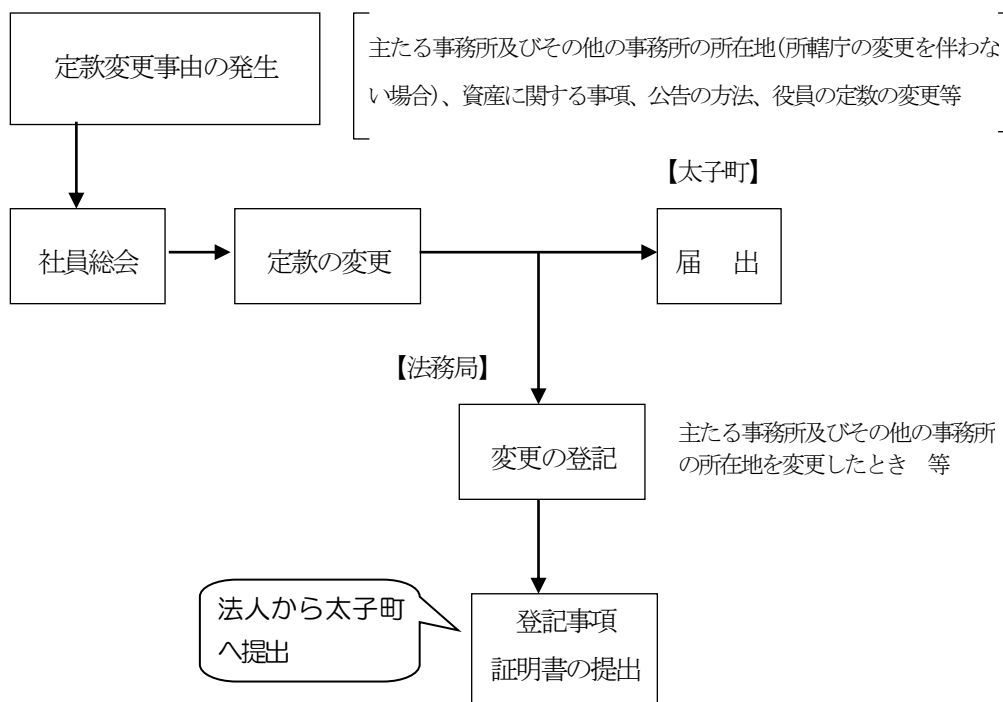 定款変更事由の発生
主たる事務所及びその他の事務所の所在地(所轄庁の変更を伴わな
い場合)、資産に関する事項、公告の方法、役員の定数の変更等
【太子町】
社員総会
定款の変更
届　出
【法務局】
変更の登記
主たる事務所及びその他の事務所
の所在地を変更したとき　等
法人から太子町
へ提出
登記事項
証明書の提出